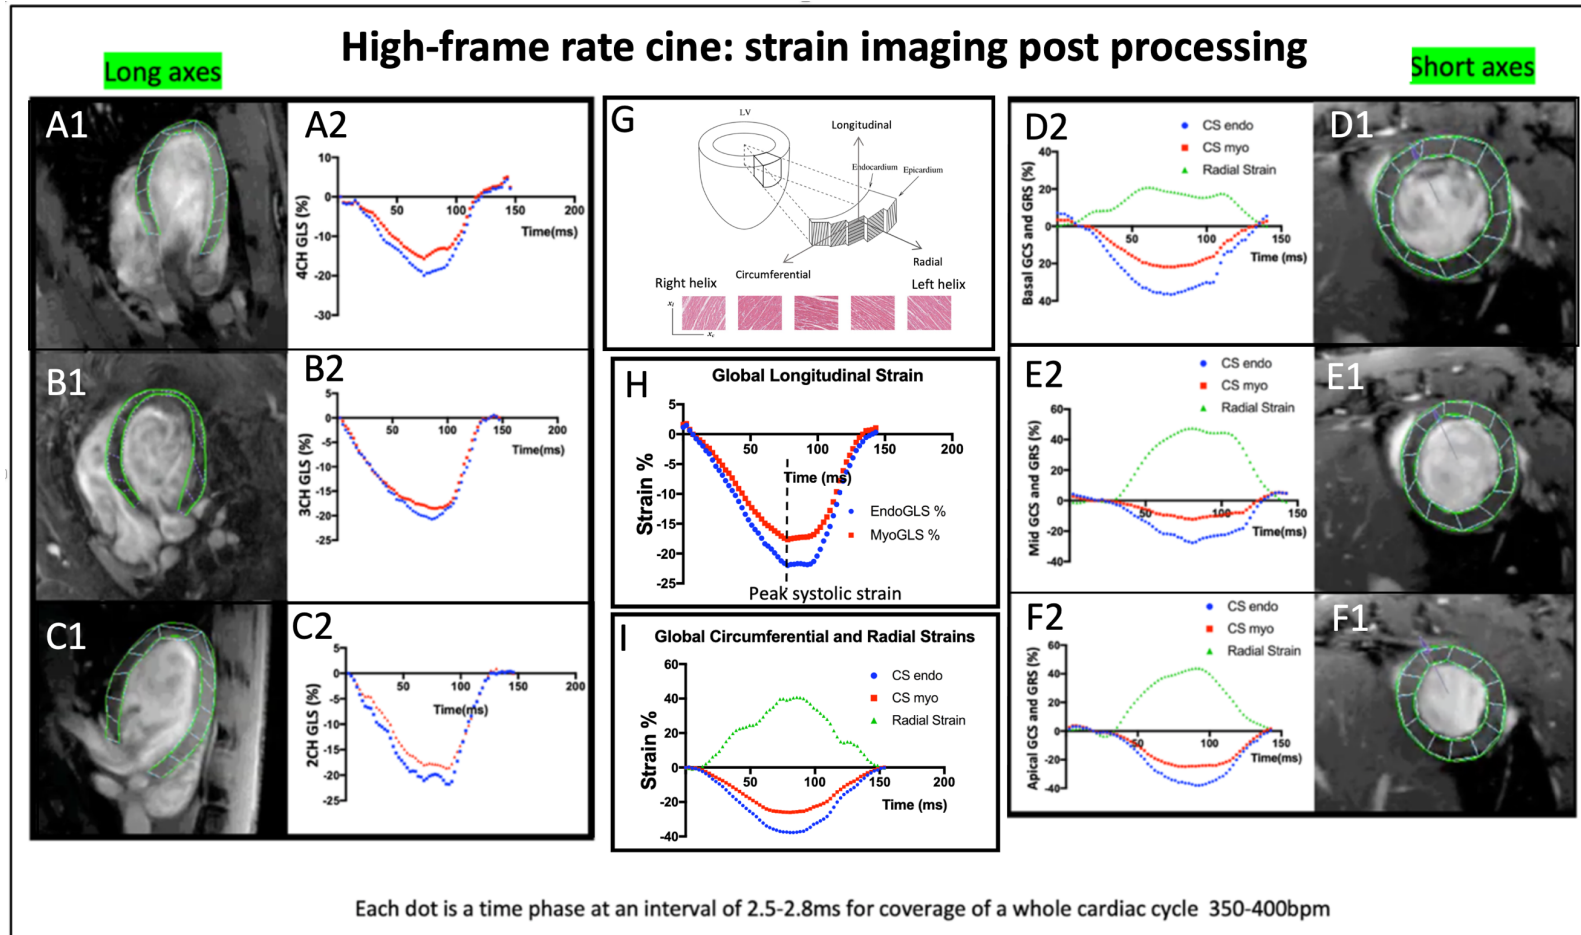 High-frame rate cine: strain imaging post processing
Long axes
Short axes
A1
A2
10
0
-10
-20
-30
50
100
150
200
Time(ms)
4CH GLS (%)
B1
B2
5
0
-5
-10
-15
-20
-25
50
100
150
200
Time(ms)
3CH GLS (%)
C1
C2
5
0
-5
-10
-15
-20
-25
50
100
150
200
Time(ms)
2CH GLS (%)
G
LV
Longitudinal
Endocardium
Epicardium
Radial
Circumferential
Right helix
Left helix
H
Global Longitudinal Strain
5
0
-5
-10
-15
-20
-25
50
100
150
200
Time (ms)
Strain %
EndoGLS %
MyoGLS %
Peak systolic strain
I
Global Circumferential and Radial Strains
60
40
20
0
-20
-40
50
100
150
200
Time (ms)
Strain %
CS endo
CS myo
Radial Strain
D2
CS endo
CS myo
Radial Strain
40
20
0
20
40
50
100
150
Time (ms)
Basal GCS and GRS (%)
D1
E2
CS endo
CS myo
Radial Strain
60
40
20
0
-20
-40
50
100
150
Time(ms)
Mid GCS and GRS (%)
E1
F2
CS endo
CS myo
Radial Strain
60
40
20
0
-20
-40
50
100
150
Time(ms)
Apical GCS and GRS (%)
F1
Each dot is a time phase at an interval of 2.5-2.8ms for coverage of a whole cardiac cycle 350-400bpm